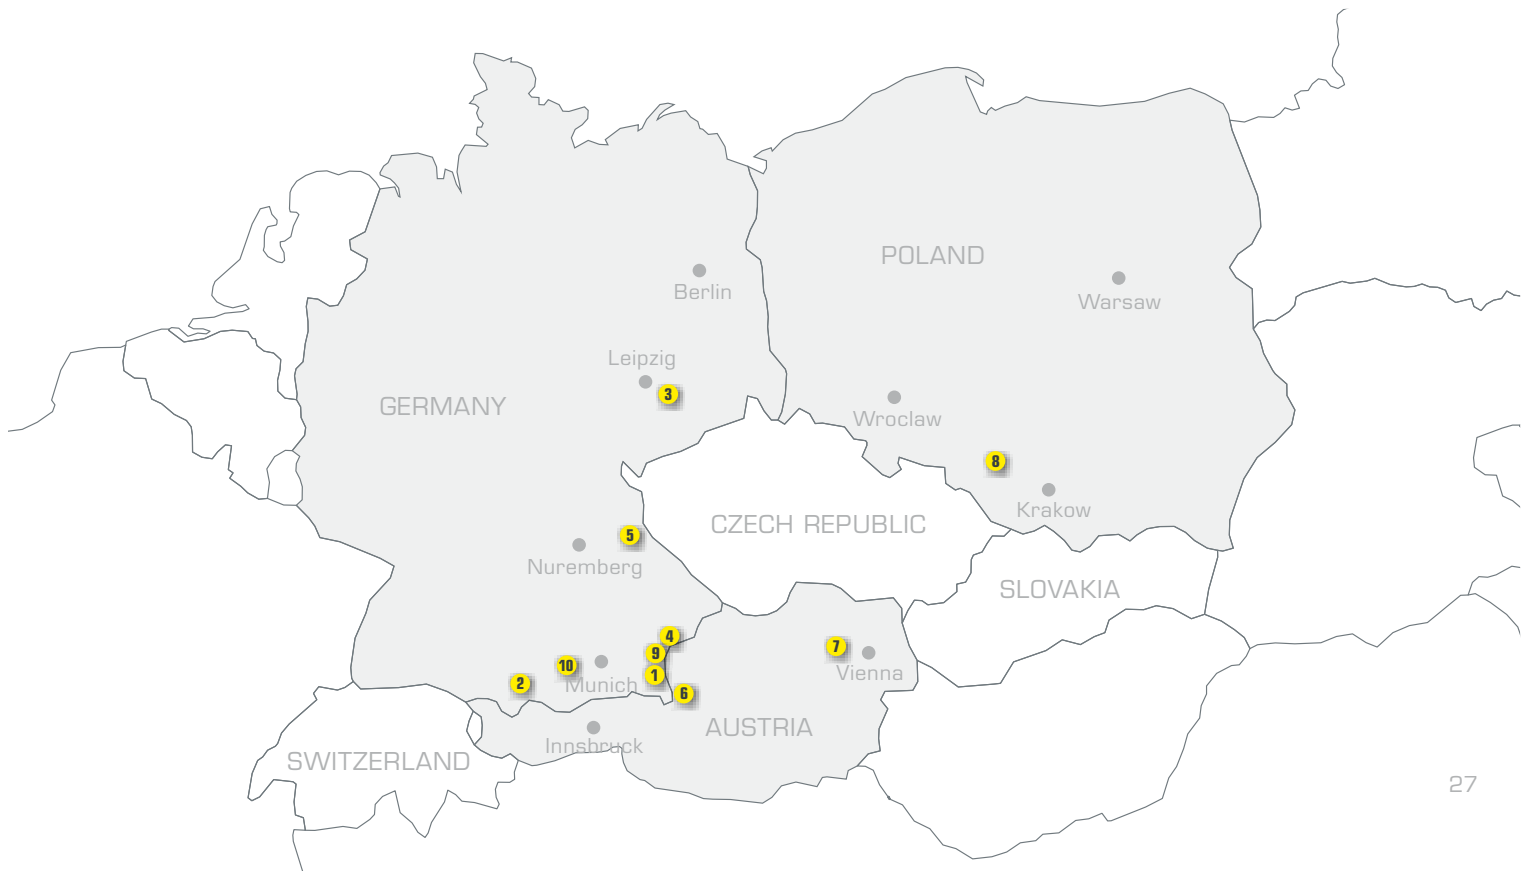 POLAND
Berlin
Warsaw
Leipzig
3
GERMANY
Wroclaw
8
Krakow
CZECH REPUBLIC
5
Nuremberg
SLOVAKIA
4
9
7
10
1
Vienna
2
Munich
6
AUSTRIA
Innsbruck
SWITZERLAND
27